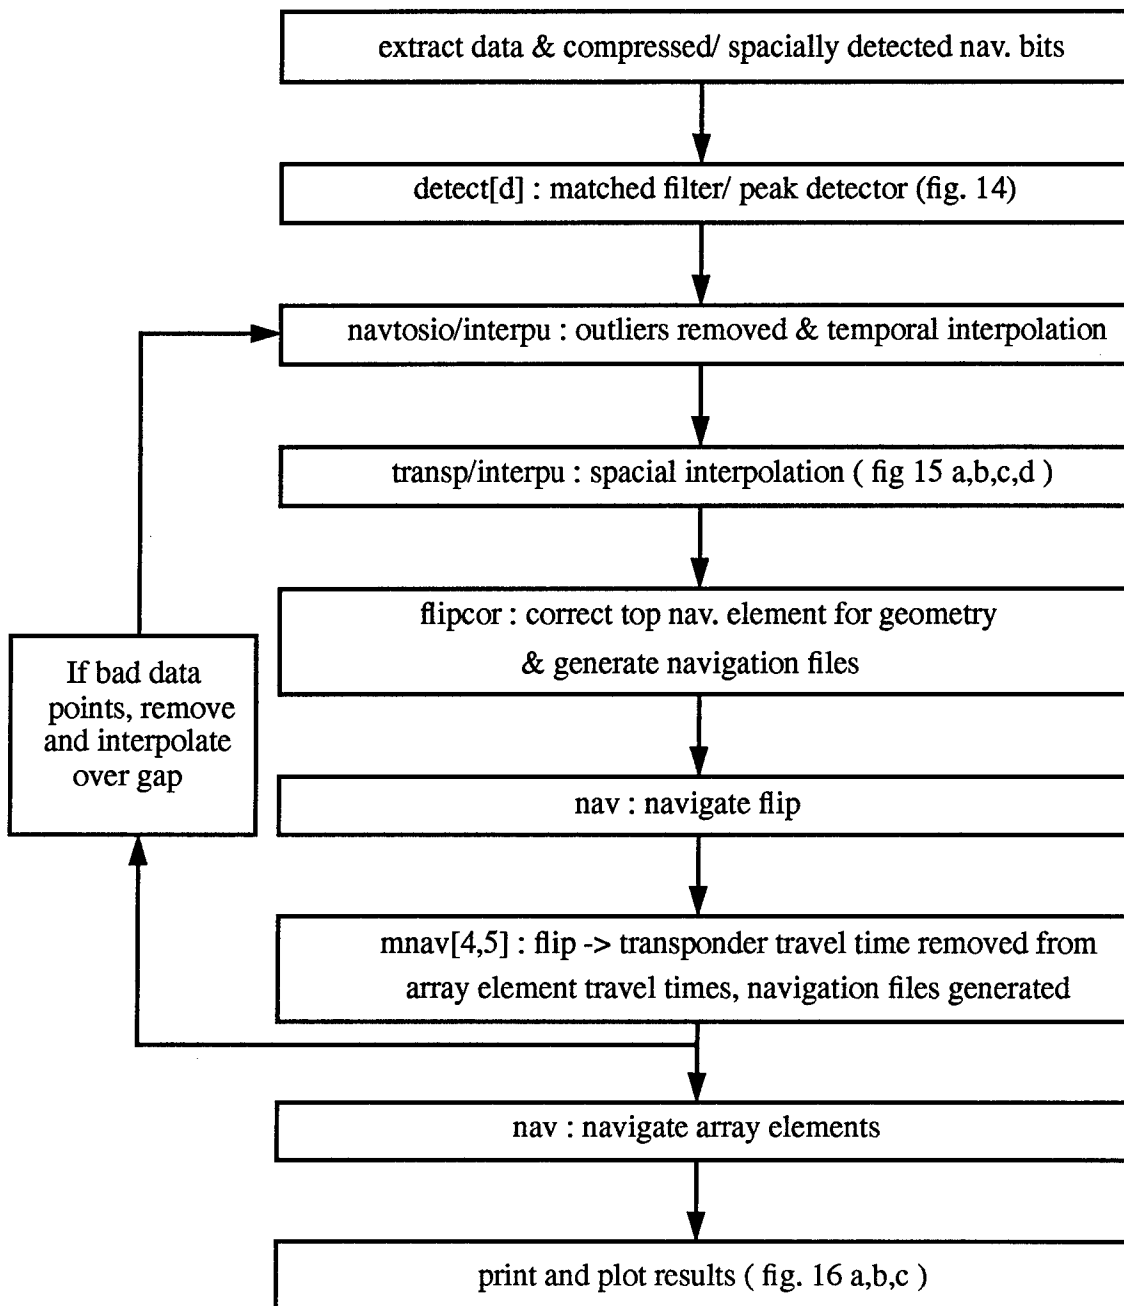 extract data & compressed/ spacially detected nav. bits
detect[d] : matched filter/ peak detector (fig. 14)
navtosio/interpu : outliers removed & temporal interpolation
transp/interpu : spacial interpolation ( fig 15 a,b,c,d )
flipcor : correct top nav. element for geometry
& generate navigation files
If bad data
points, remove
and interpolate
over gap
nav : navigate flip
mnav[4,5] : flip -> transponder travel time removed from
array element travel times, navigation files generated
nav : navigate array elements
print and plot results ( fig. 16 a,b,c )